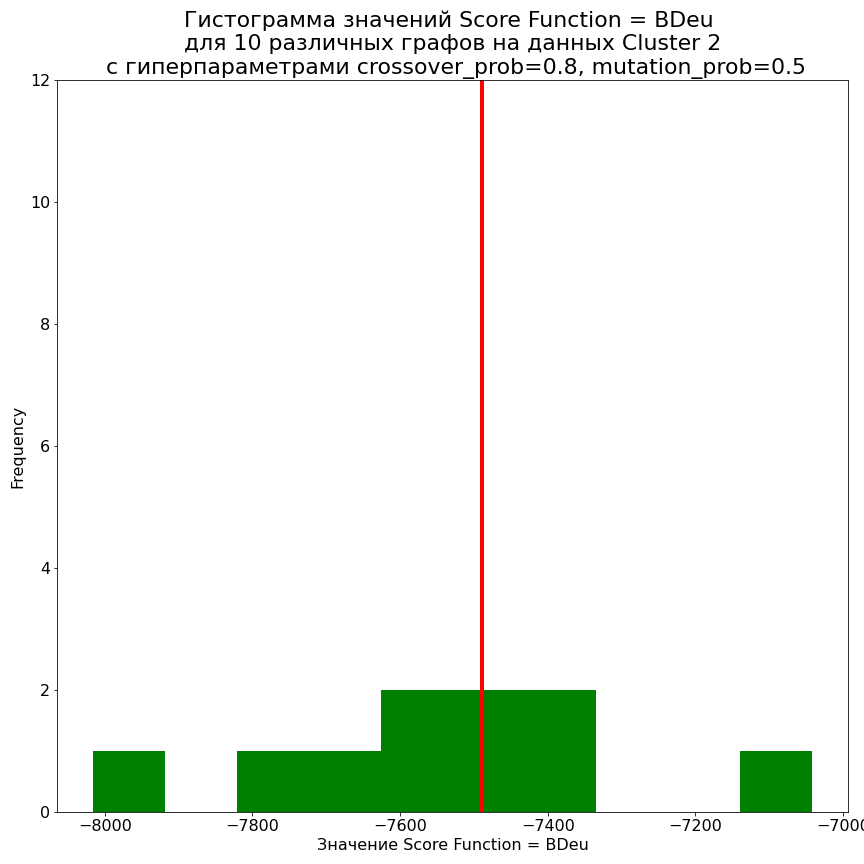 Гистограмма значений Score Function = BDeu
для 10 различных графов на данных Cluster 2
с гиперпараметрами crossover_prob=0.8, mutation_prob=0.5
12
10
8
6
4
2
0
Frequency
−8000 −7800 −7600 −7400 −7200 −7000
Значение Score Function = BDeu